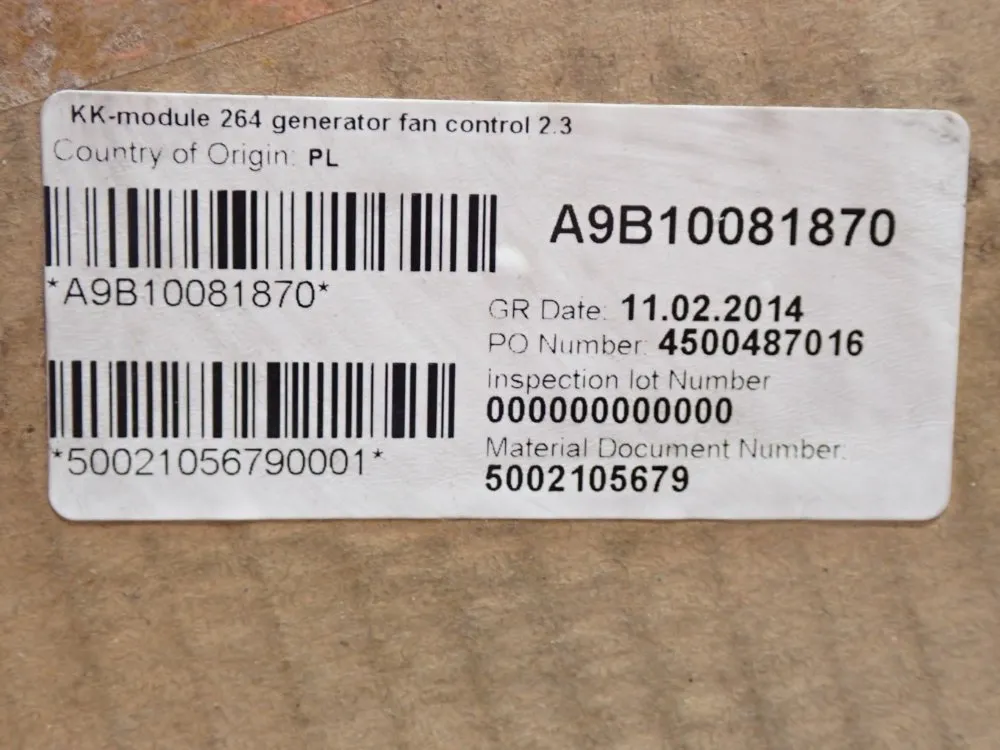 KK-module 264 generator fan control 2.3
Country of Origin: PL
*A9B10081870*
A9B10081870
GR Date: 11.02.2014
PO Number: 4500487016
Inspection lot Number
000000000000
Material Document Number:
5002105679
*50021056790001*